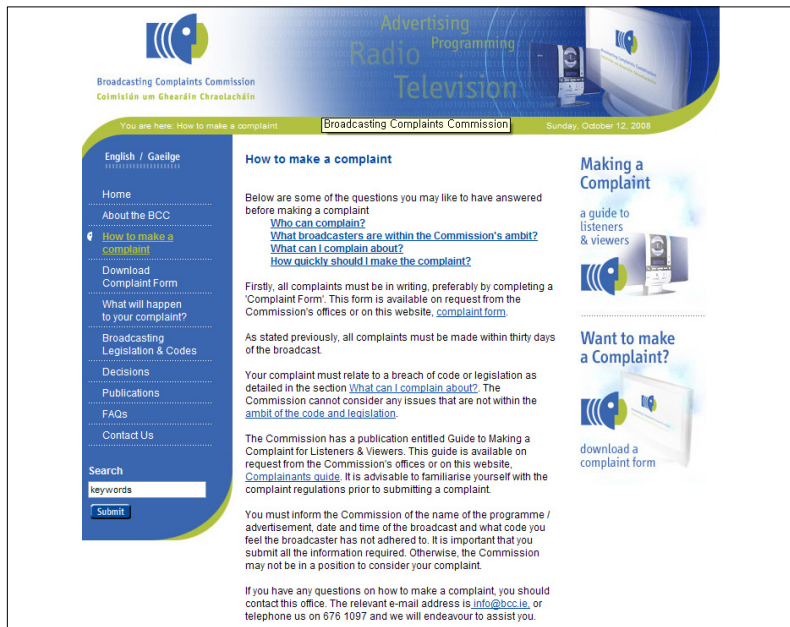 Advertising
Radio Programming
Television
Broadcasting Complaints Commission
Coimisiún um Ghearáin Chraolacháin
You are here: How to make a complaint
Broadcasting Complaints Commission
Sunday, October 12, 2008
English / Gaeilge
Home
About the BCC
How to make a
complaint
Download
Complaint Form
What will happen
to your complaint?
Broadcasting
Legislation & Codes
Decisions
Publications
FAQs
Contact Us
Search
keywords
Submit
How to make a complaint
Below are some of the questions you may like to have answered
before making a complaint
Who can complain?
What broadcasters are within the Commission's ambit?
What can I complain about?
How quickly should I make the complaint?
Firstly, all complaints must be in writing, preferably by completing a
'Complaint Form'. This form is available on request from the
Commission's offices or on this website, complaint form.
As stated previously, all complaints must be made within thirty days
of the broadcast.
Your complaint must relate to a breach of code or legislation as
detailed in the section What can I complain about?. The
Commission cannot consider any issues that are not within the
ambit of the code and legislation.
The Commission has a publication entitled Guide to Making a
Complaint for Listeners & Viewers. This guide is available on
request from the Commission's offices or on this website,
Complainants guide. It is advisable to familiarise yourself with the
complaint regulations prior to submitting a complaint.
You must inform the Commission of the name of the programme /
advertisement, date and time of the broadcast and what code you
feel the broadcaster has not adhered to. It is important that you
submit all the information required. Otherwise, the Commission
may not be in a position to consider your complaint.
If you have any questions on how to make a complaint, you should
contact this office. The relevant e-mail address is info@bcc.ie, or
telephone us on 676 1097 and we will endeavour to assist you.
Making a
Complaint
a guide to
listeners
& viewers
Want to make
a Complaint?
download a
complaint form